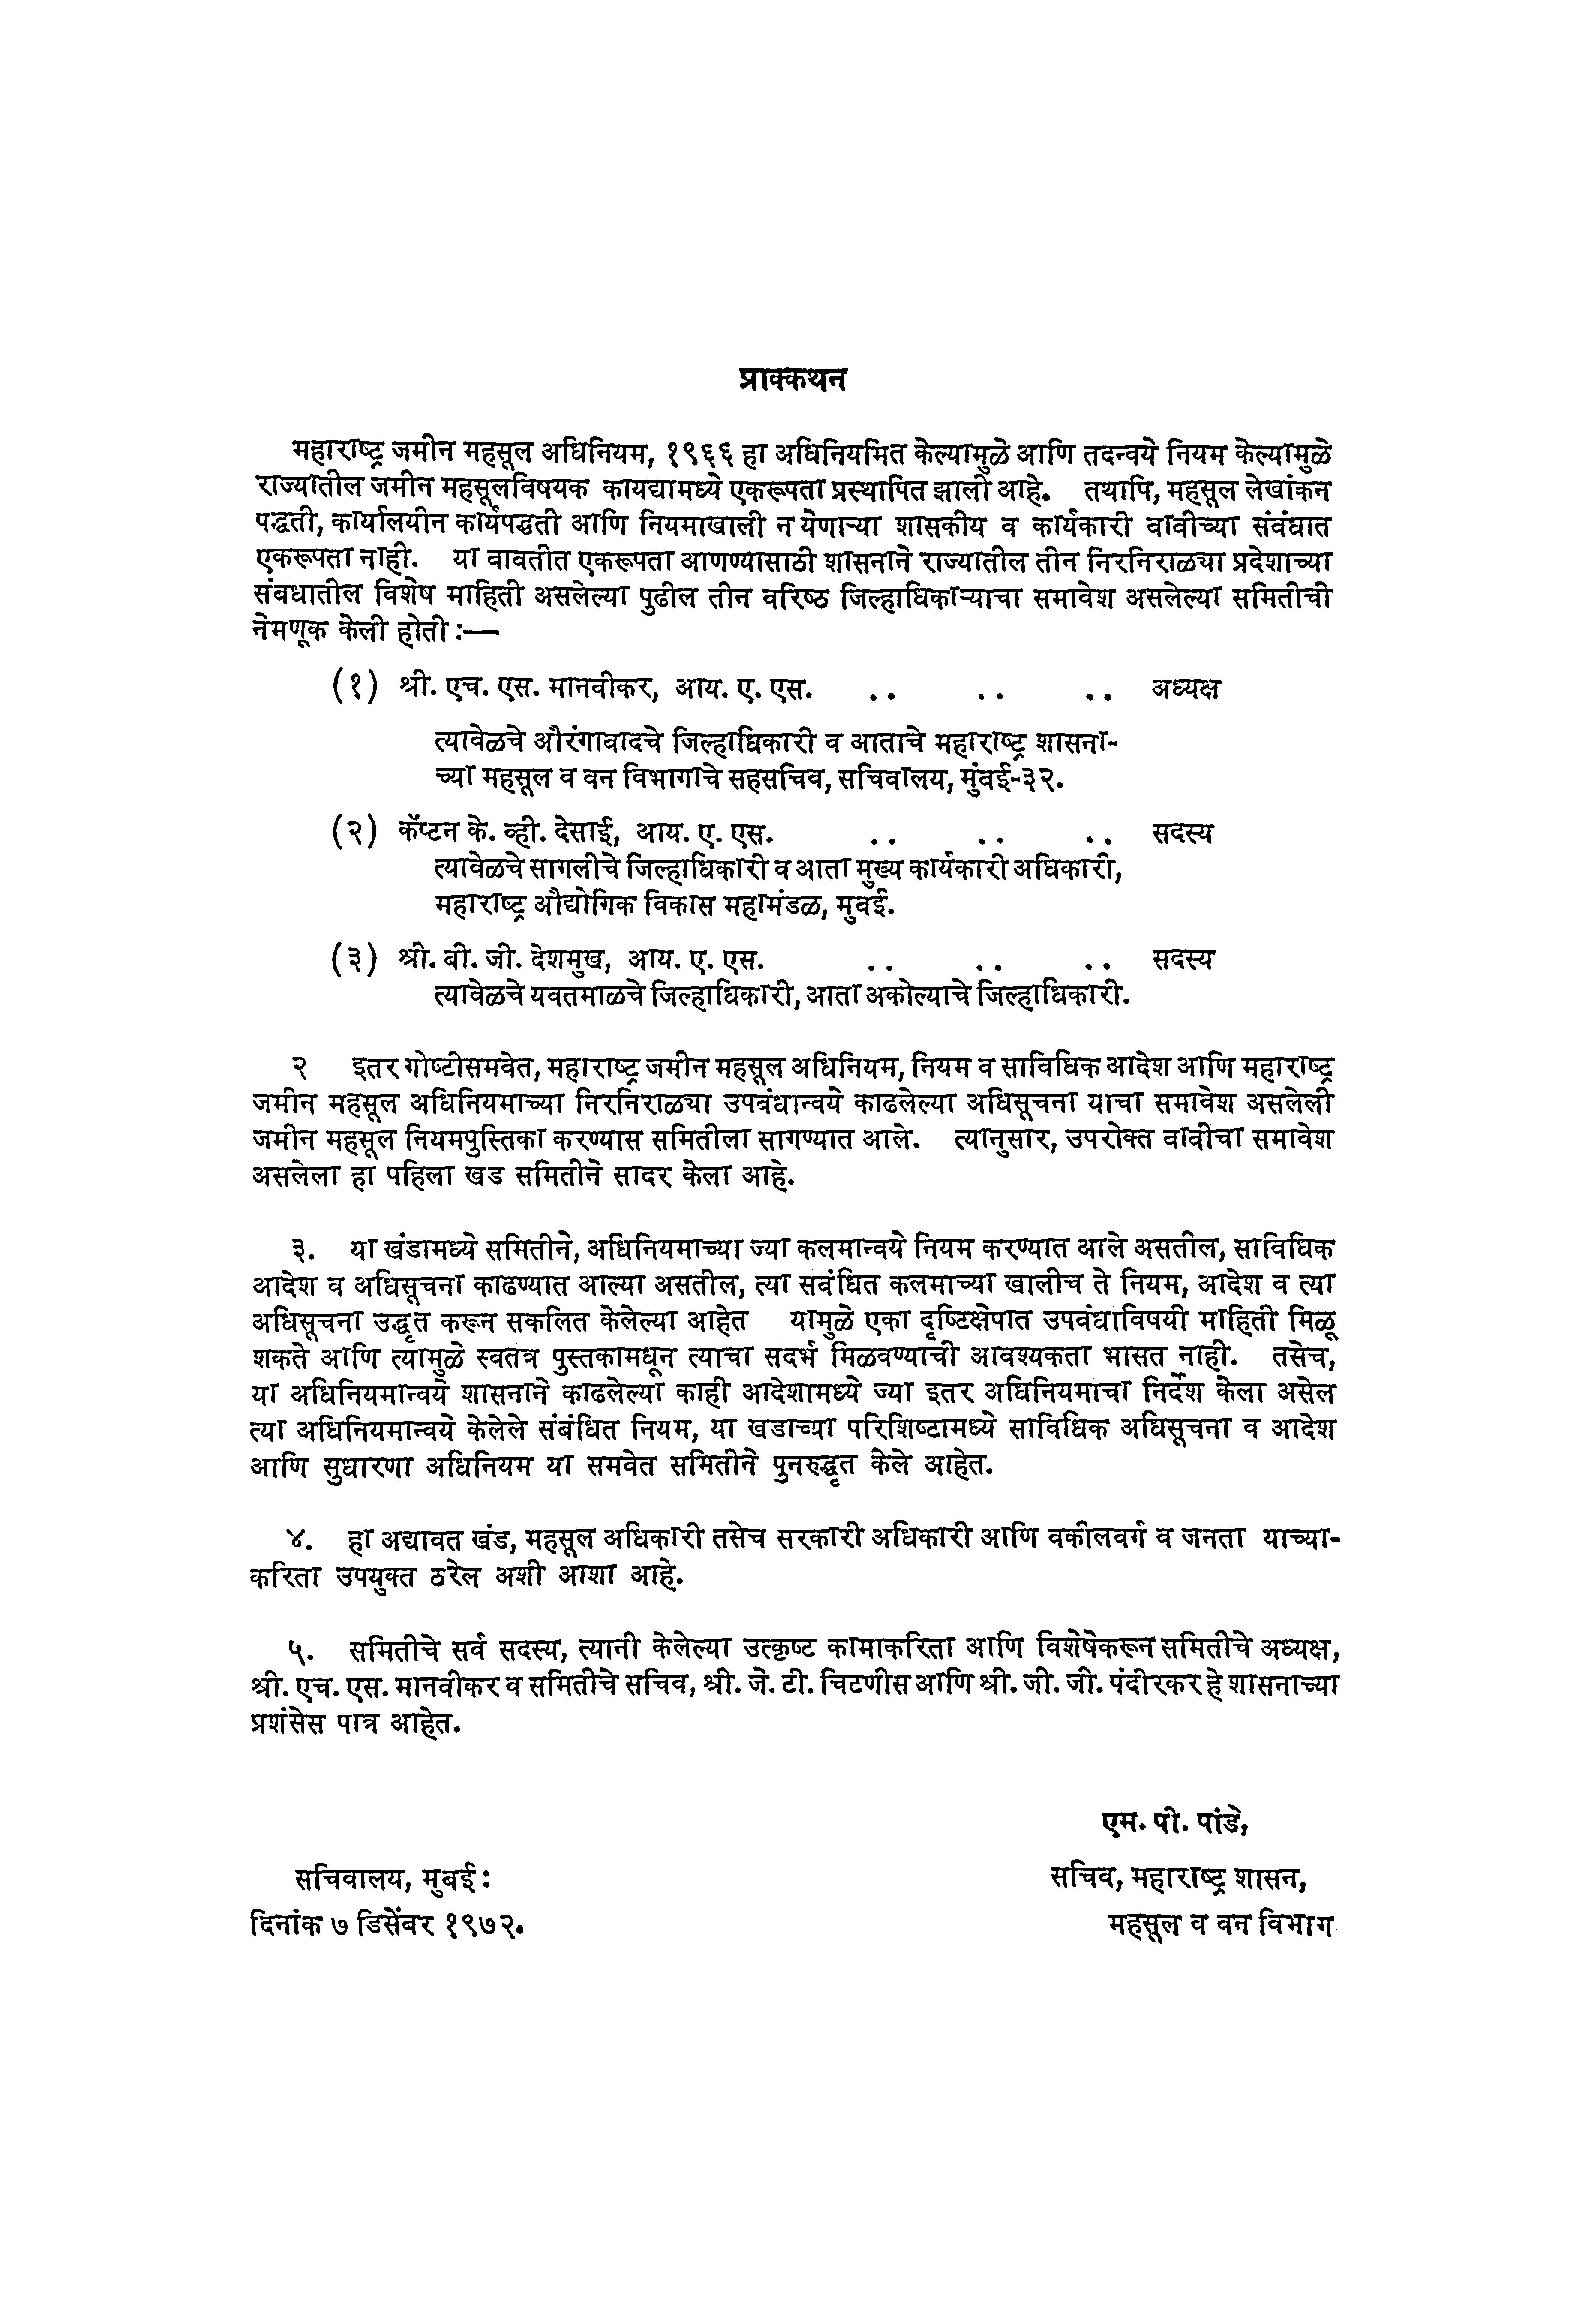 प्राक्कथन
महाराष्ट्र जमीन महसूल अधिनियम, १९६६ हा अधिनियमित केल्यामुळे आणि तदन्वये नियम केल्यामुळे
राज्यातील जमीन महसूलविषयक कायद्यामध्ये एकरूपता प्रस्थापित झाली आहे. तथापि, महसूल लेखांकन
पद्धती, कार्यालयीन कार्यपद्धती आणि नियमाखाली न येणाऱ्या शासकीय व कार्यकारी बाबीच्या संबंधात
एकरूपता नाही. या बाबतीत एकरूपता आणण्यासाठी शासनाने राज्यातील तीन निरनिराळ्या प्रदेशाच्या
संबधातील विशेष माहिती असलेल्या पुढील तीन वरिष्ठ जिल्हाधिकाऱ्याचा समावेश असलेल्या समितीची
नेमणूक केली होती :—
(१) श्री. एच. एस. मानवीकर, आय. ए. एस. .. .. .. अध्यक्ष
त्यावेळचे औरंगाबादचे जिल्हाधिकारी व आताचे महाराष्ट्र शासना-
च्या महसूल व वन विभागाचे सहसचिव, सचिवालय, मुंबई-३२.
(२) कॅप्टन के. व्ही. देसाई, आय. ए. एस. .. .. .. सदस्य
त्यावेळचे सागलीचे जिल्हाधिकारी व आता मुख्य कार्यकारी अधिकारी,
महाराष्ट्र औद्योगिक विकास महामंडळ, मुबई.
(३) श्री. बी. जी. देशमुख, आय. ए. एस. .. .. .. सदस्य
त्यावेळचे यवतमाळचे जिल्हाधिकारी, आता अकोल्याचे जिल्हाधिकारी.
२ इतर गोष्टीसमवेत, महाराष्ट्र जमीन महसूल अधिनियम, नियम व साविधिक आदेश आणि महाराष्ट्र
जमीन महसूल अधिनियमाच्या निरनिराळ्या उपबंधान्वये काढलेल्या अधिसूचना याचा समावेश असलेली
जमीन महसूल नियमपुस्तिका करण्यास समितीला सागण्यात आले. त्यानुसार, उपरोक्त बाबीचा समावेश
असलेला हा पहिला खड समितीने सादर केला आहे.
३. या खंडामध्ये समितीने, अधिनियमाच्या ज्या कलमान्वये नियम करण्यात आले असतील, साविधिक
आदेश व अधिसूचना काढण्यात आल्या असतील, त्या सवंधित कलमाच्या खालीच ते नियम, आदेश व त्या
अधिसूचना उद्धृत करून सकलित केलेल्या आहेत यामुळे एका दृष्टिक्षेपात उपबंधाविषयी माहिती मिळू
शकते आणि त्यामुळे स्वतत्र पुस्तकामधून त्याचा सदर्भ मिळवण्याची आवश्यकता भासत नाही. तसेच,
या अधिनियमान्वये शासनाने काढलेल्या काही आदेशामध्ये ज्या इतर अधिनियमाचा निर्देश केला असेल
त्या अधिनियमान्वये केलेले संबंधित नियम, या खडाच्या परिशिष्टामध्ये साविधिक अधिसूचना व आदेश
आणि सुधारणा अधिनियम या समवेत समितीने पुनरुद्धृत केले आहेत.
४. हा अद्यावत खंड, महसूल अधिकारी तसेच सरकारी अधिकारी आणि वकीलवर्ग व जनता याच्या-
करिता उपयुक्त ठरेल अशी आशा आहे.
५. समितीचे सर्व सदस्य, त्यानी केलेल्या उत्कृष्ट कामाकरिता आणि विशेषेकरून समितीचे अध्यक्ष,
श्री. एच. एस. मानवीकर व समितीचे सचिव, श्री. जे. टी. चिटणीस आणि श्री. जी. जी. पंदीरकर हे शासनाच्या
प्रशंसेस पात्र आहेत.
एम. पी. पांडे,
सचिवालय, मुबई : सचिव, महाराष्ट्र शासन,
दिनांक ७ डिसेंबर १९७२. महसूल व वन विभाग